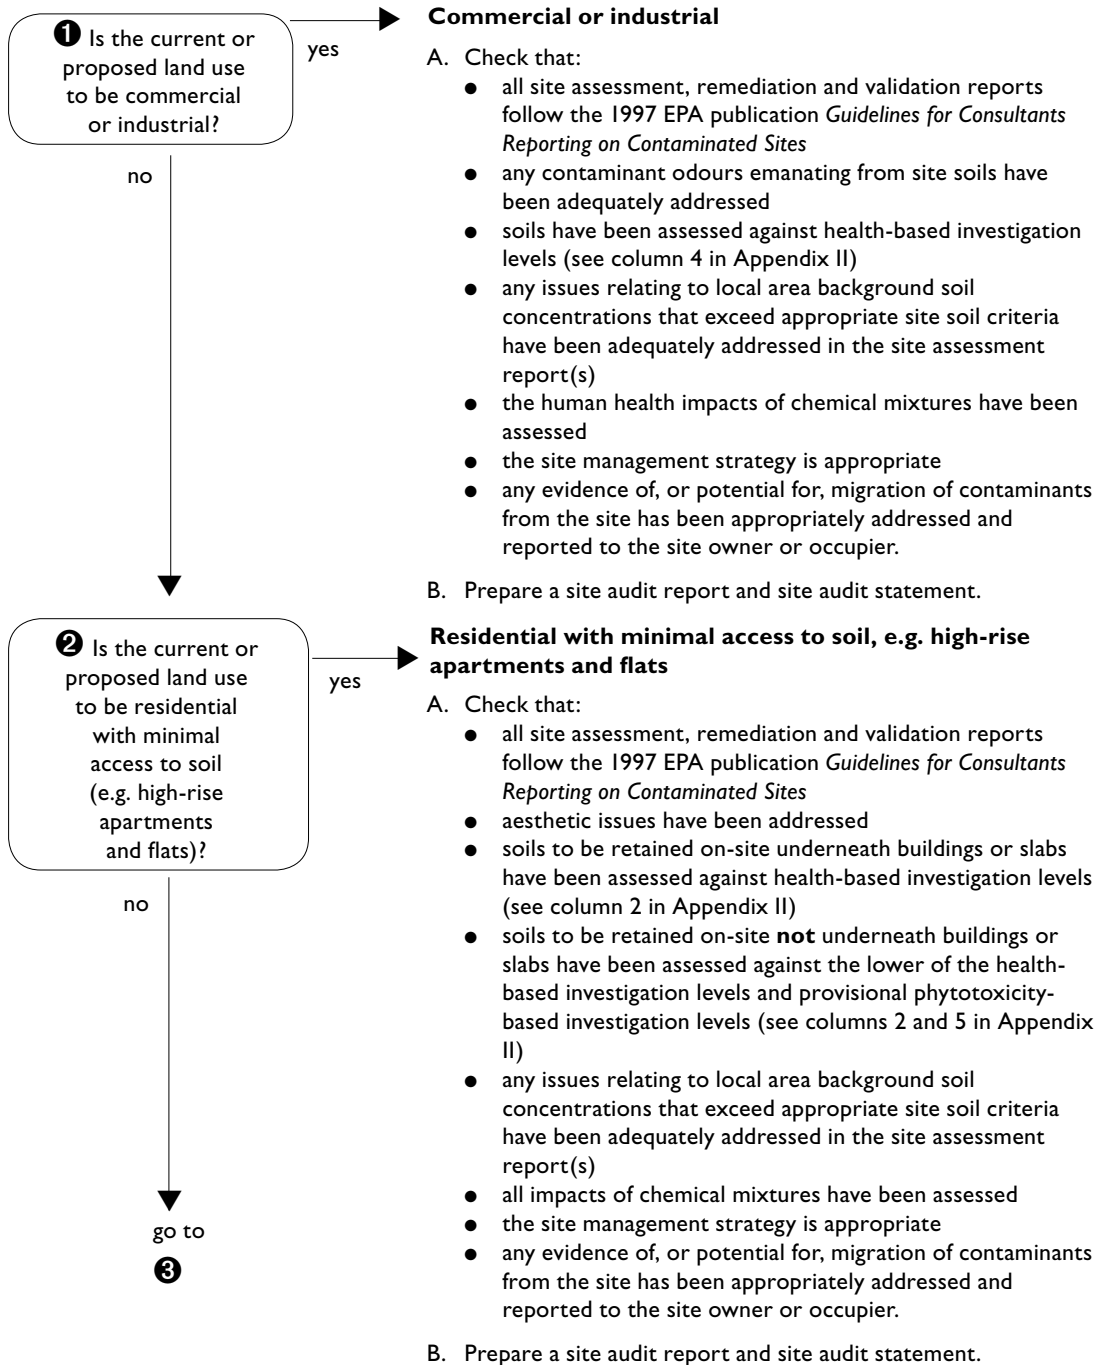 ❶ Is the current or
proposed land use
to be commercial
or industrial?
yes
no
Commercial or industrial
A. Check that:
● all site assessment, remediation and validation reports
follow the 1997 EPA publication Guidelines for Consultants
Reporting on Contaminated Sites
● any contaminant odours emanating from site soils have
been adequately addressed
● soils have been assessed against health-based investigation
levels (see column 4 in Appendix II)
● any issues relating to local area background soil
concentrations that exceed appropriate site soil criteria
have been adequately addressed in the site assessment
report(s)
● the human health impacts of chemical mixtures have been
assessed
● the site management strategy is appropriate
● any evidence of, or potential for, migration of contaminants
from the site has been appropriately addressed and
reported to the site owner or occupier.
B. Prepare a site audit report and site audit statement.
❷ Is the current or
proposed land use
to be residential
with minimal
access to soil
(e.g. high-rise
apartments
and flats)?
yes
no
go to
❸
Residential with minimal access to soil, e.g. high-rise
apartments and flats
A. Check that:
● all site assessment, remediation and validation reports
follow the 1997 EPA publication Guidelines for Consultants
Reporting on Contaminated Sites
● aesthetic issues have been addressed
● soils to be retained on-site underneath buildings or slabs
have been assessed against health-based investigation levels
(see column 2 in Appendix II)
● soils to be retained on-site not underneath buildings or
slabs have been assessed against the lower of the health-
based investigation levels and provisional phytotoxicity-
based investigation levels (see columns 2 and 5 in Appendix
II)
● any issues relating to local area background soil
concentrations that exceed appropriate site soil criteria
have been adequately addressed in the site assessment
report(s)
● all impacts of chemical mixtures have been assessed
● the site management strategy is appropriate
● any evidence of, or potential for, migration of contaminants
from the site has been appropriately addressed and
reported to the site owner or occupier.
B. Prepare a site audit report and site audit statement.